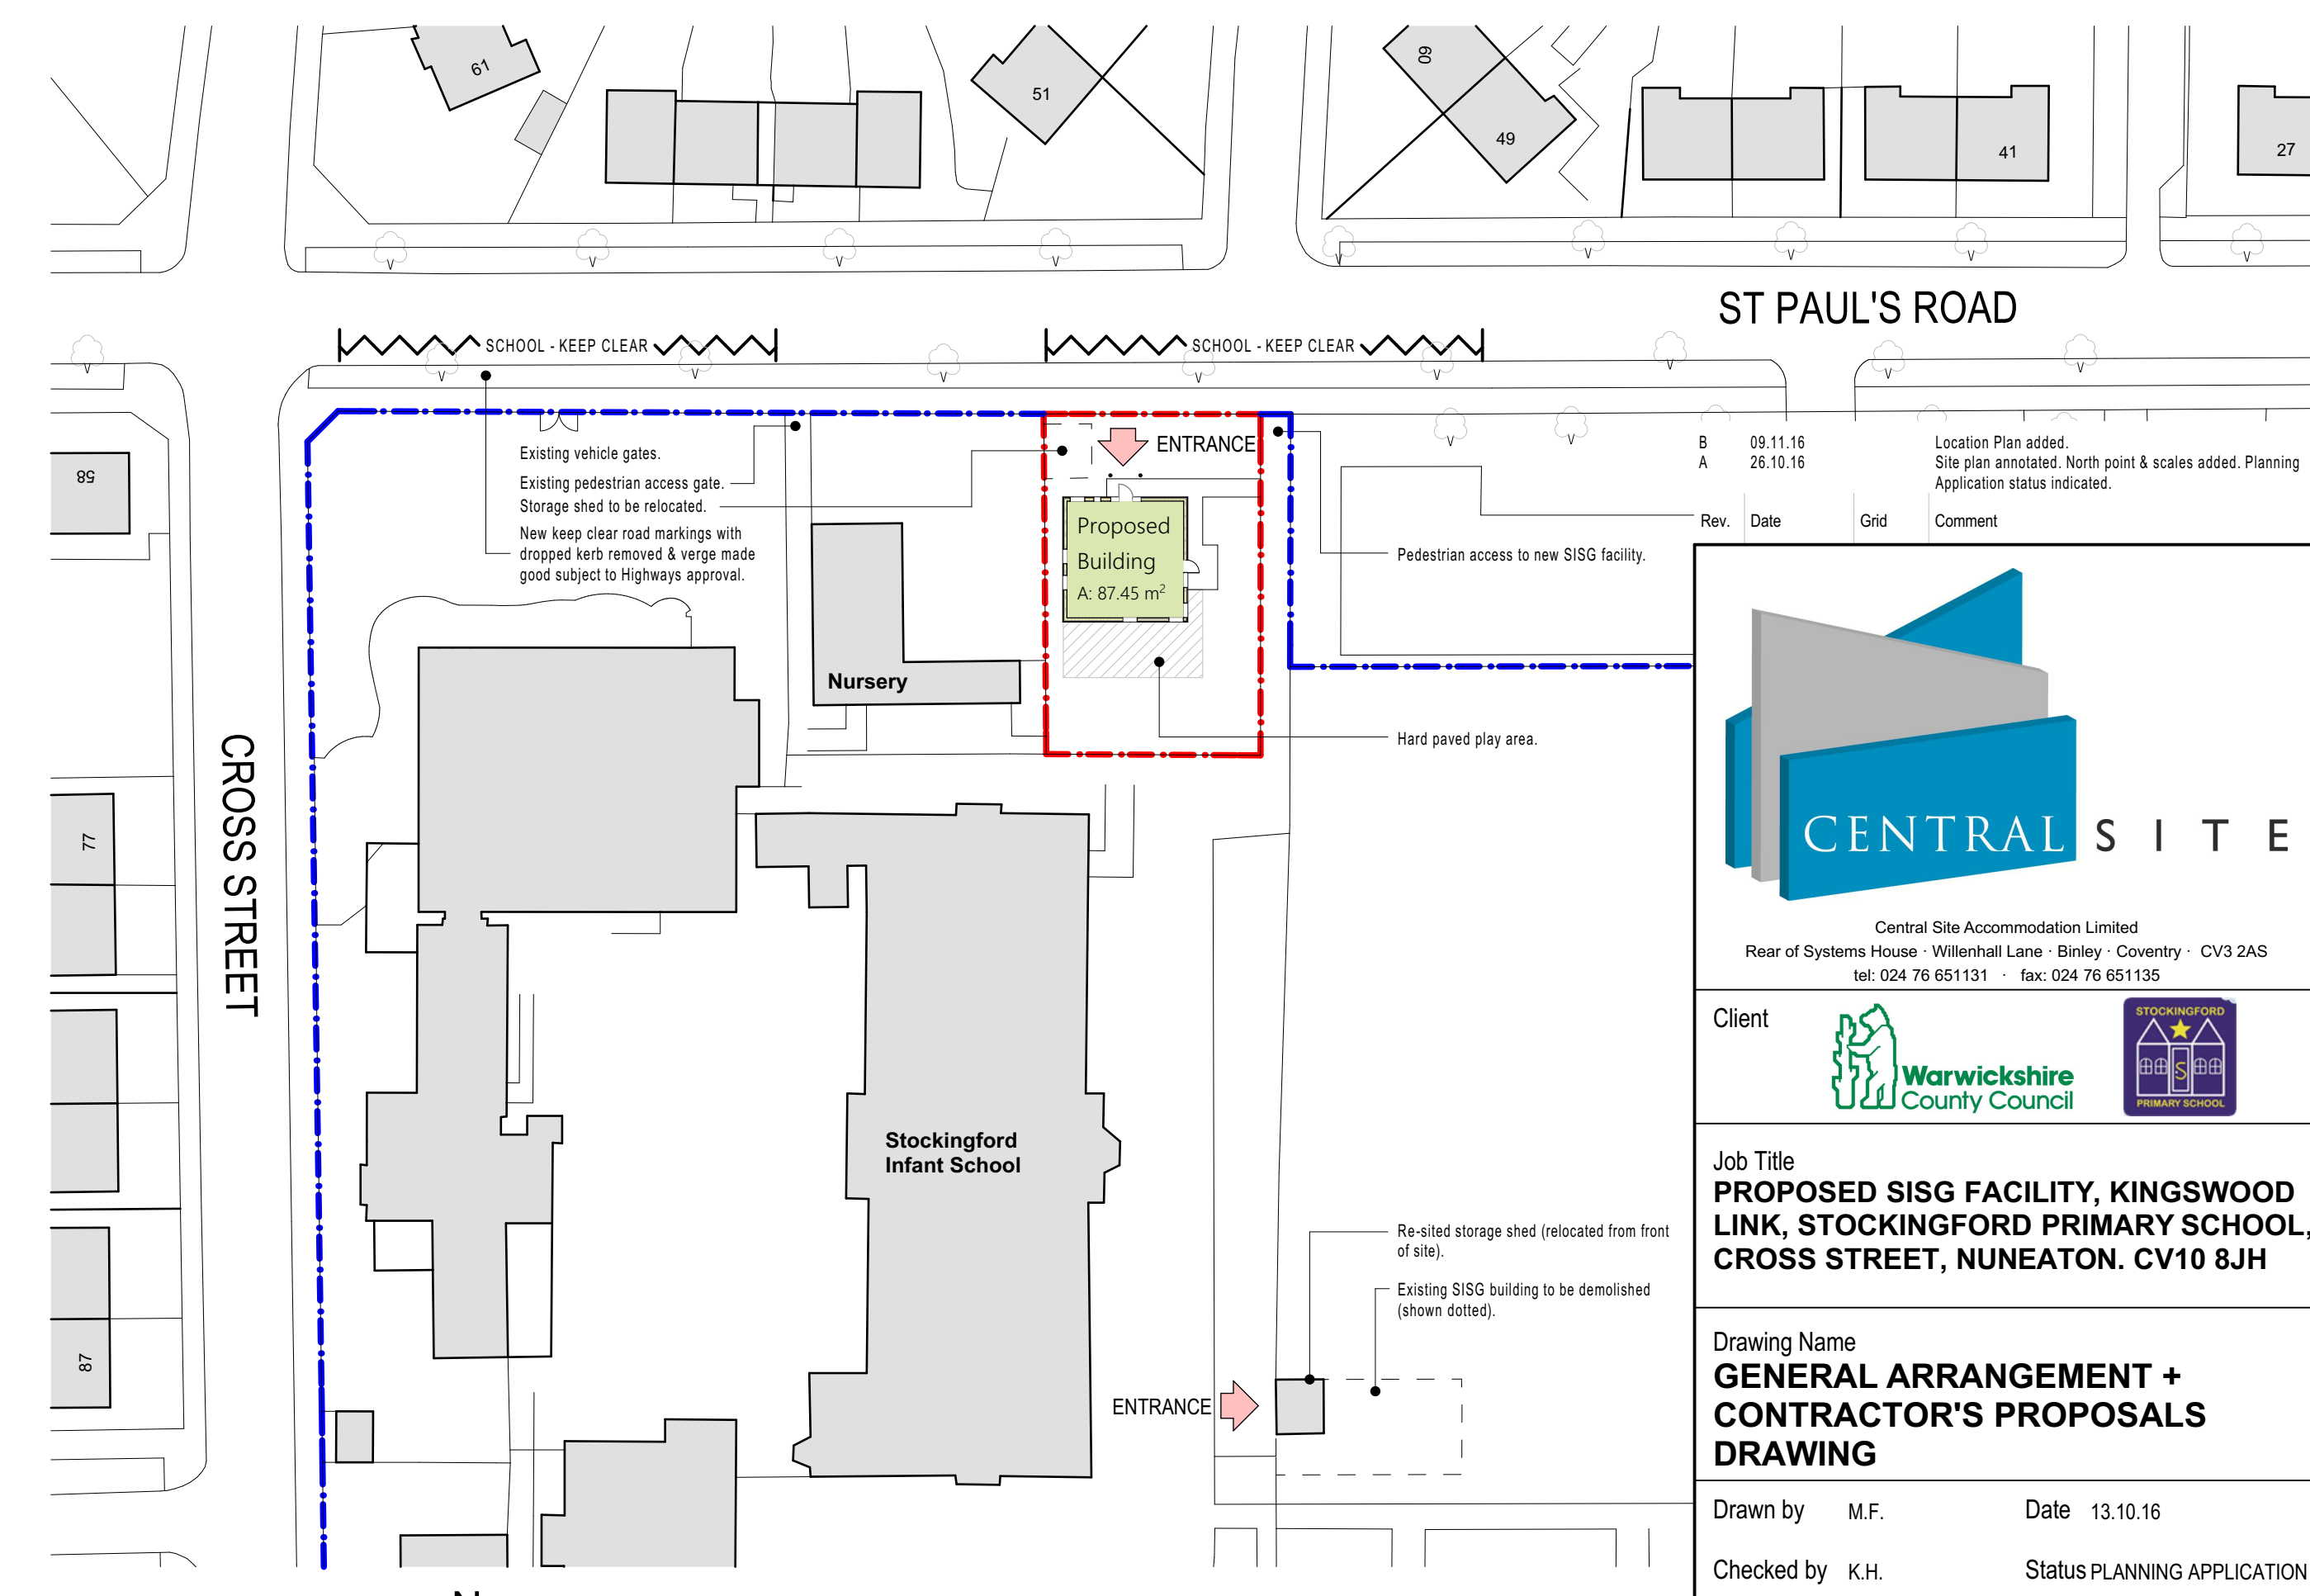 61
51
60
49
41
27
ST PAUL'S ROAD
SCHOOL - KEEP CLEAR
SCHOOL - KEEP CLEAR
V V V V V V V V V
V V V V V V V V V
V V
58
Existing vehicle gates.
Existing pedestrian access gate.
Storage shed to be relocated.
New keep clear road markings with
dropped kerb removed & verge made
good subject to Highways approval.
ENTRANCE
Proposed
Building
A: 87.45 m²
Pedestrian access to new SISG facility.
Nursery
Hard paved play area.
CROSS STREET
77
87
Stockingford
Infant School
Re-sited storage shed (relocated from front
of site).
Existing SISG building to be demolished
(shown dotted).
ENTRANCE
B 09.11.16 Location Plan added.
A 26.10.16 Site plan annotated. North point & scales added. Planning
Application status indicated.
Rev. Date Grid Comment
CENTRAL SITE
Central Site Accommodation Limited
Rear of Systems House · Willenhall Lane · Binley · Coventry · CV3 2AS
tel: 024 76 651131 · fax: 024 76 651135
Client
Warwickshire
County Council
STOCKINGFORD
S
PRIMARY SCHOOL
Job Title
PROPOSED SISG FACILITY, KINGSWOOD
LINK, STOCKINGFORD PRIMARY SCHOOL,
CROSS STREET, NUNEATON. CV10 8JH
Drawing Name
GENERAL ARRANGEMENT +
CONTRACTOR'S PROPOSALS
DRAWING
Drawn by M.F. Date 13.10.16
Checked by K.H. Status PLANNING APPLICATION